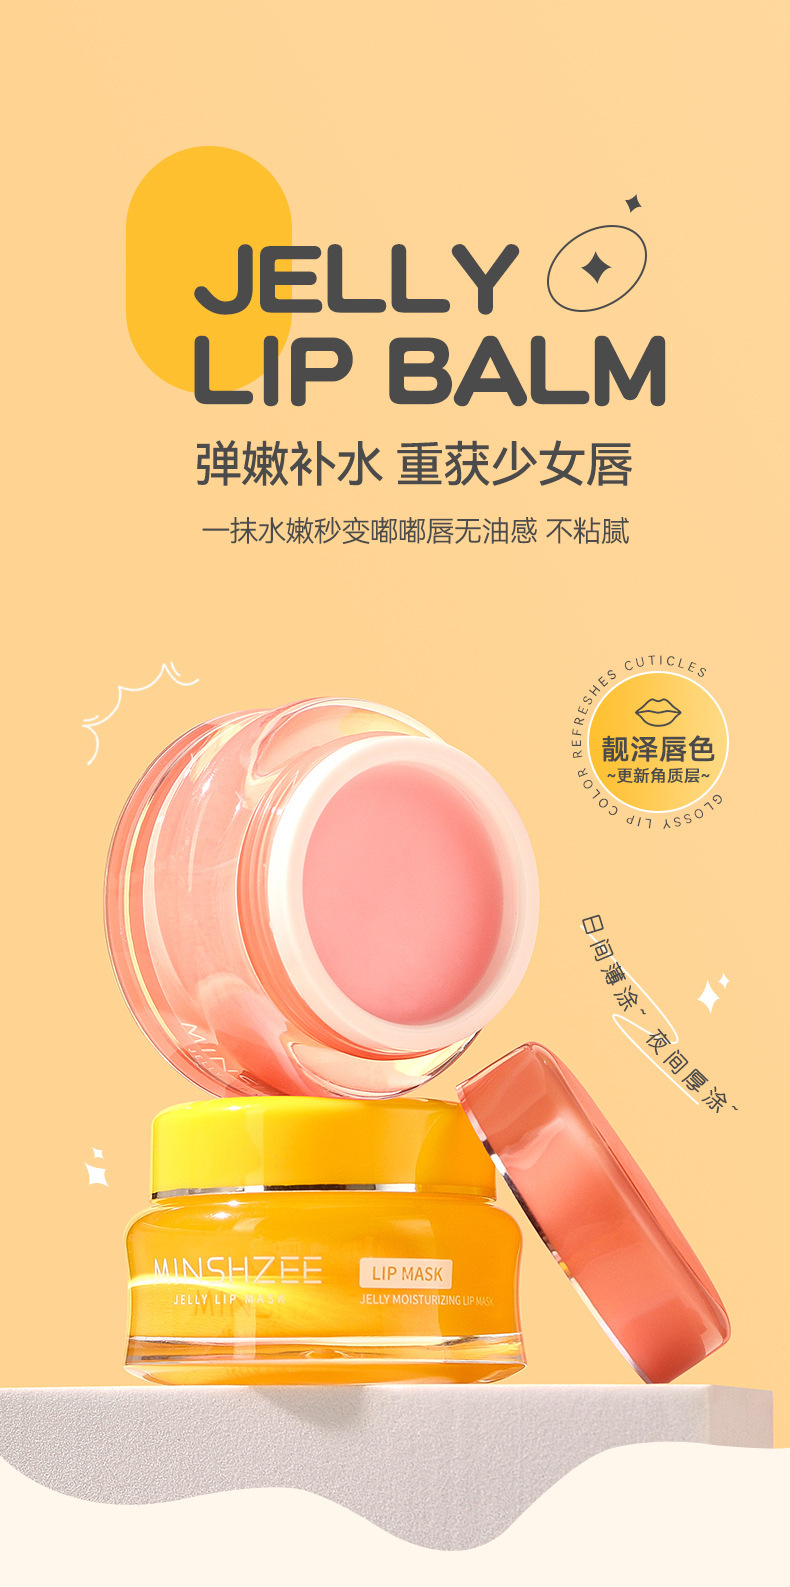 JELLY
LIP BALM
弹嫩补水 重获少女唇
一抹水嫩秒变嘟嘟唇无油感 不粘腻
REFRESHES CUTICLES
靓泽唇色
~更新角质层~
GLOSSY LIP COLOR
日间薄涂~
夜间厚涂~
MINSHZEE
JELLY LIP MASK
LIP MASK
JELLY MOISTURIZING LIP MASK